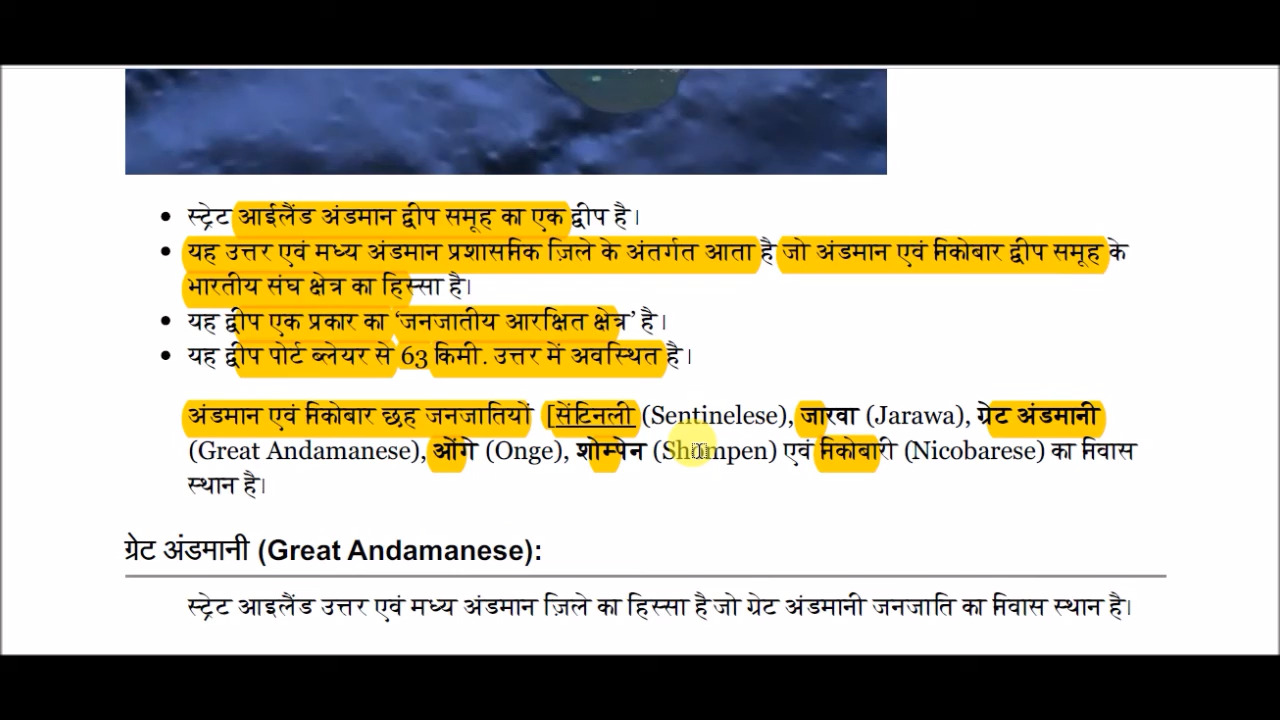 स्ट्रेट आईलैंड अंडमान द्वीप समूह का एक द्वीप है।
यह उत्तर एवं मध्य अंडमान प्रशासनिक ज़िले के अंतर्गत आता है जो अंडमान एवं निकोबार द्वीप समूह के
भारतीय संघ क्षेत्र का हिस्सा है।
यह द्वीप एक प्रकार का ‘जनजातीय आरक्षित क्षेत्र’ है।
यह द्वीप पोर्ट ब्लेयर से 63 किमी. उत्तर में अवस्थित है।
अंडमान एवं निकोबार छह जनजातियों [सेंटिनली (Sentinelese), जारवा (Jarawa), ग्रेट अंडमानी
(Great Andamanese), ओंगे (Onge), शोम्पेन (Shompen) एवं निकोबारी (Nicobarese) का निवास
स्थान है।
ग्रेट अंडमानी (Great Andamanese):
स्ट्रेट आइलैंड उत्तर एवं मध्य अंडमान ज़िले का हिस्सा है जो ग्रेट अंडमानी जनजाति का निवास स्थान है।